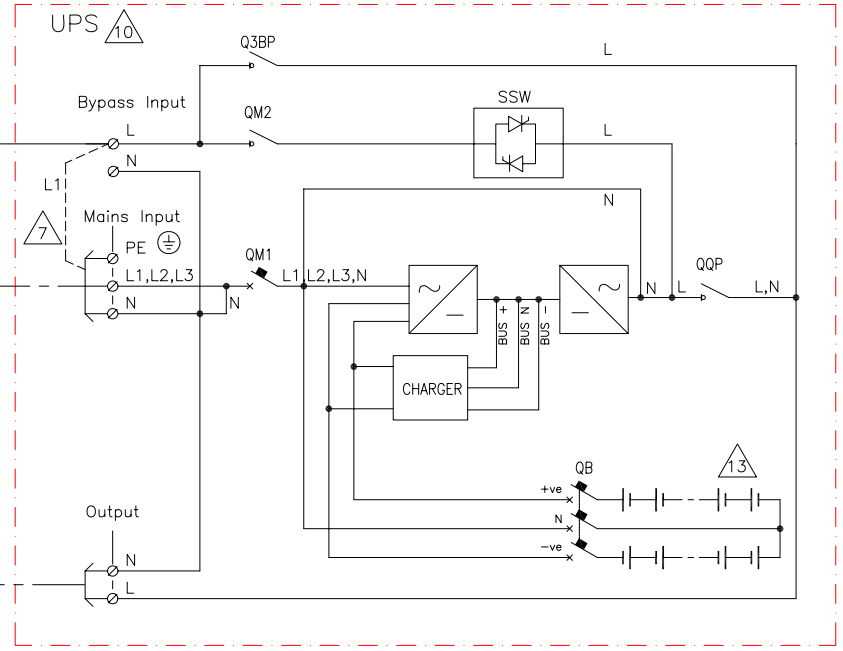 UPS 10
Q3BP
L
Bypass Input
QM2
SSW
L
L
N
L1
N
7
Mains Input
PE
QM1
QQP
L1,L2,L3
L1,L2,L3,N
N
L
L,N
N
BUS +
BUS N
BUS –
CHARGER
13
QB
+ve
N
–ve
Output
N
L